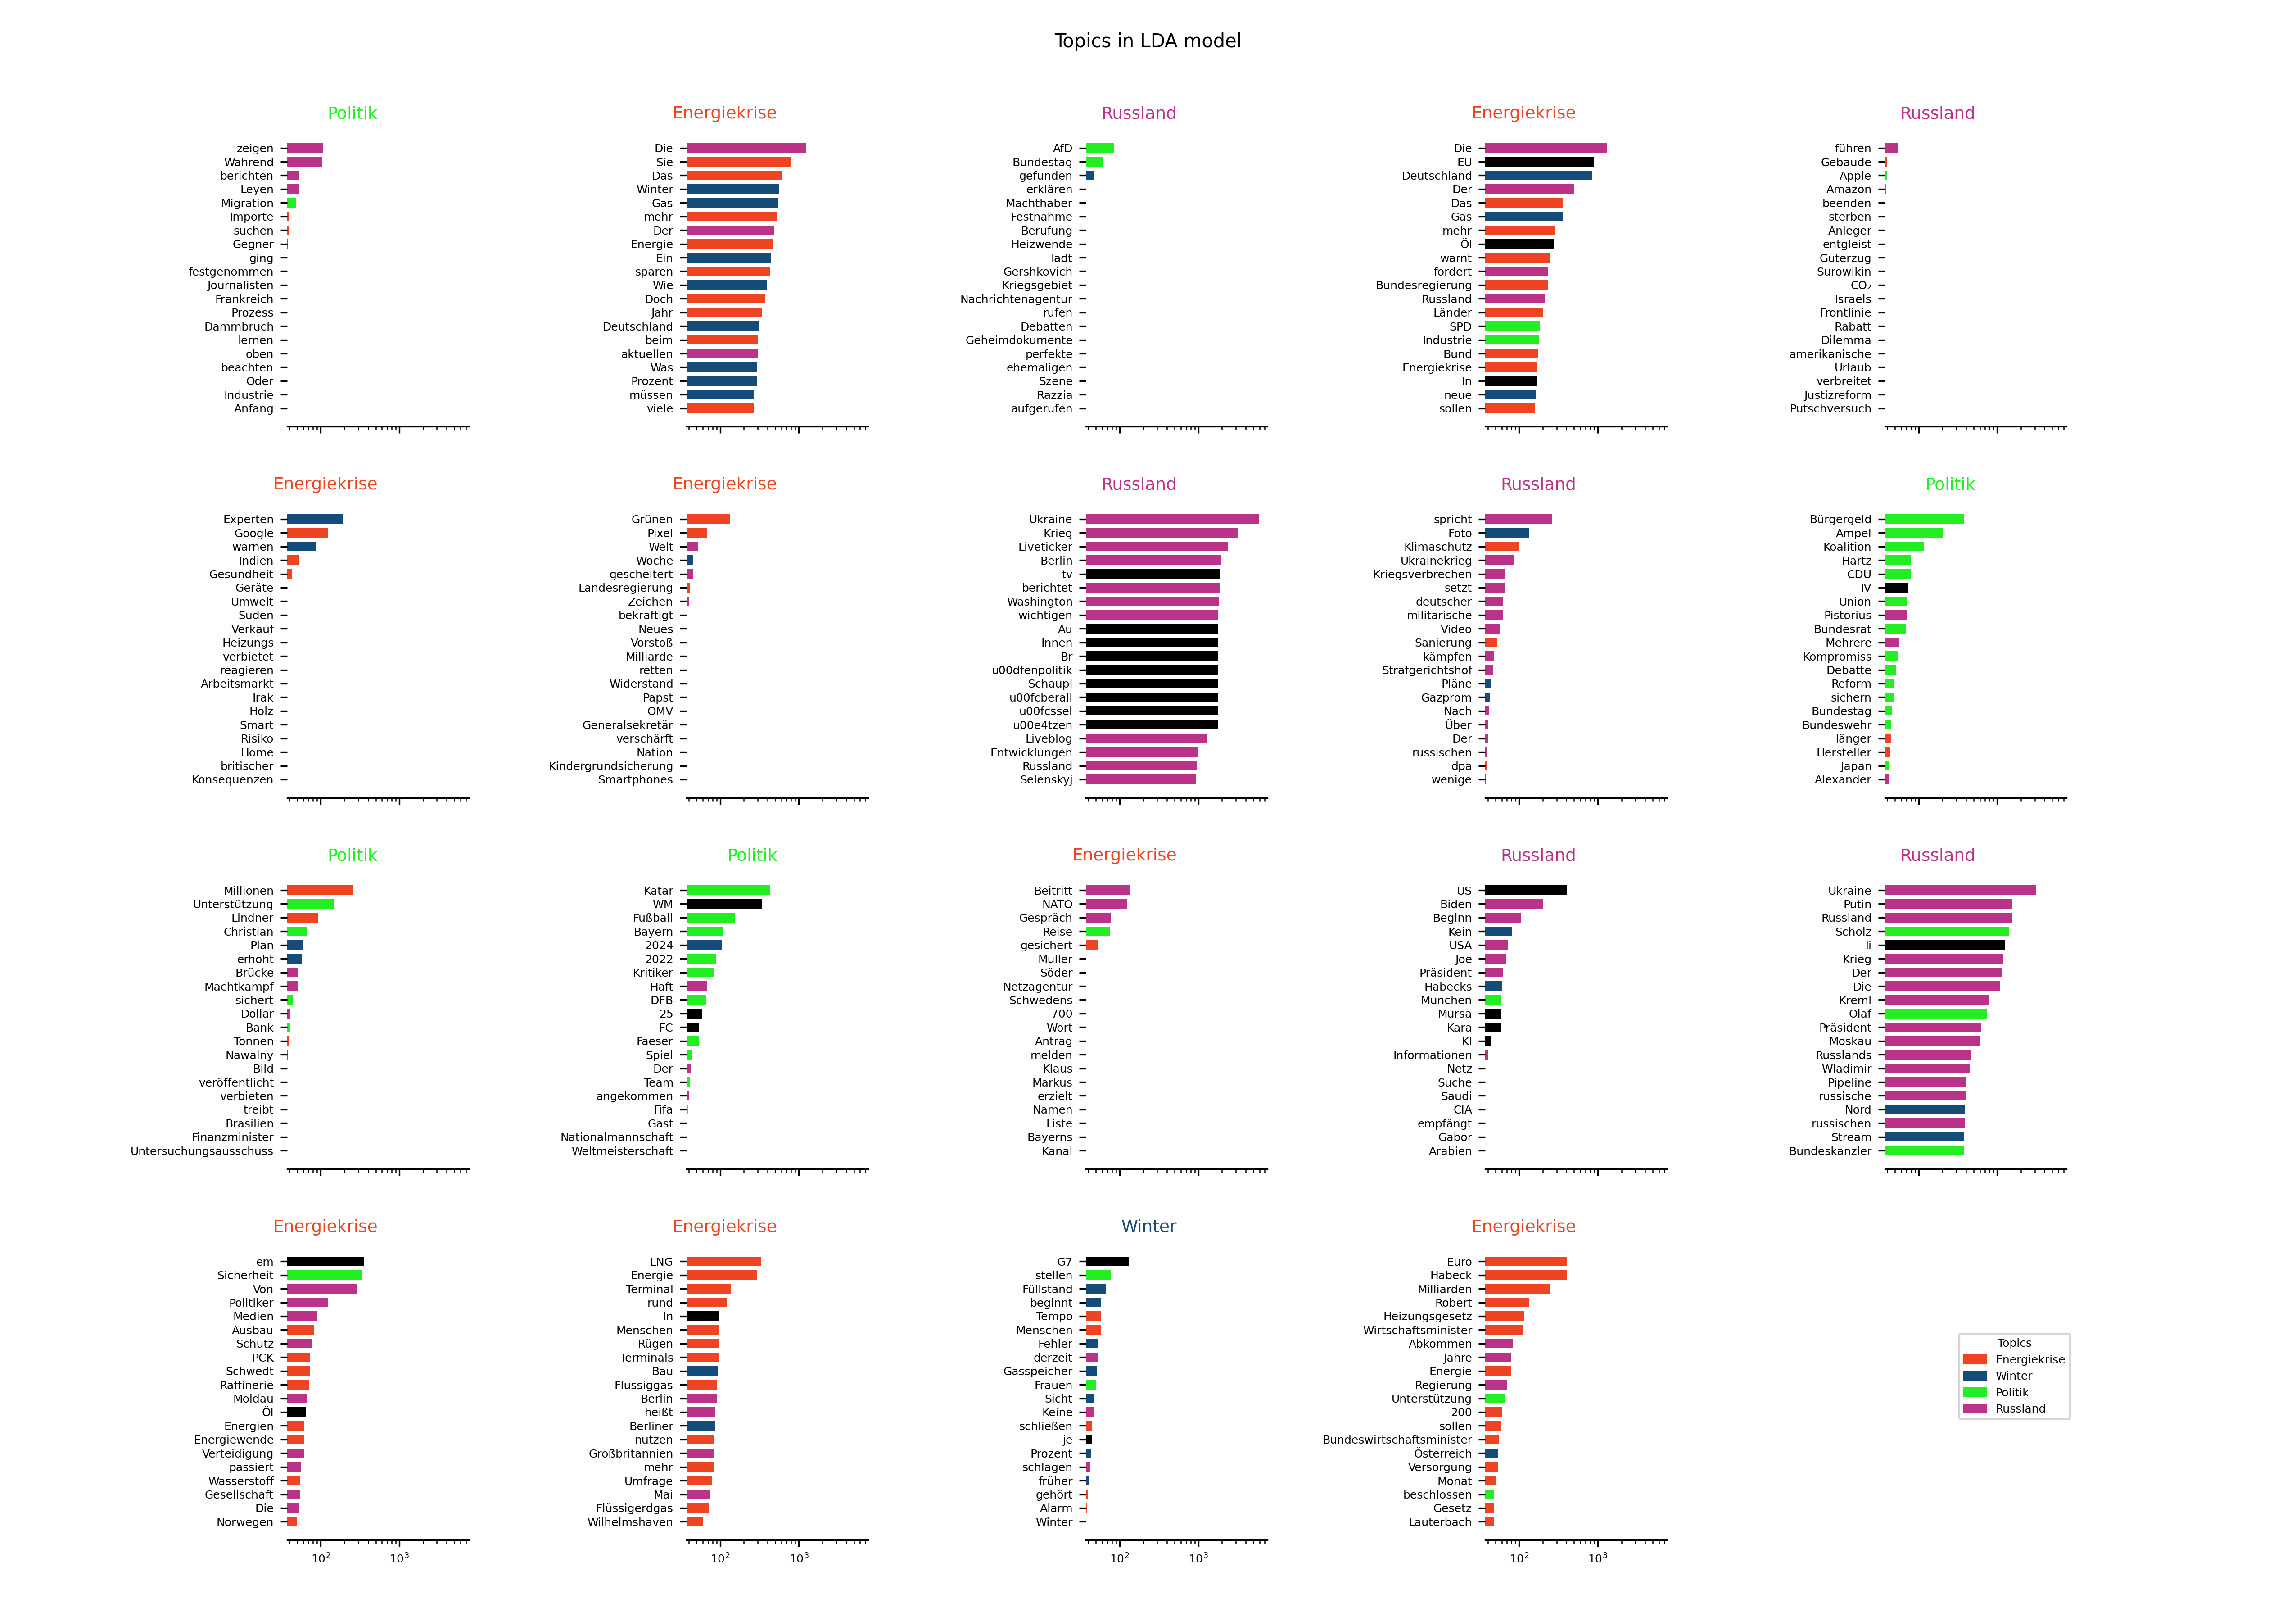 Topics in LDA model
Politik
zeigen
Während
berichten
Leyen
Migration
Importe
suchen
Gegner
ging
festgenommen
Journalisten
Frankreich
Prozess
Dammbruch
lernen
oben
beachten
Oder
Industrie
Anfang
Energiekrise
Die
Sie
Das
Winter
Gas
mehr
Der
Energie
Ein
sparen
Wie
Doch
Jahr
Deutschland
beim
aktuellen
Was
Prozent
müssen
viele
Russland
AfD
Bundestag
gefunden
erklären
Machthaber
Festnahme
Berufung
Heizwende
lädt
Gershkovich
Kriegsgebiet
Nachrichtenagentur
rufen
Debatten
Geheimdokumente
perfekte
ehemaligen
Szene
Razzia
aufgerufen
Energiekrise
Die
EU
Deutschland
Der
Das
Gas
mehr
Öl
warnt
fordert
Bundesregierung
Russland
Länder
SPD
Industrie
Bund
Energiekrise
In
neue
sollen
Russland
führen
Gebäude
Apple
Amazon
beenden
sterben
Anleger
entgleist
Güterzug
Surowikin
CO₂
Israels
Frontlinie
Rabatt
Dilemma
amerikanische
Urlaub
verbreitet
Justizreform
Putschversuch
Energiekrise
Experten
Google
warnen
Indien
Gesundheit
Geräte
Umwelt
Süden
Verkauf
Heizungs
verbietet
reagieren
Arbeitsmarkt
Irak
Holz
Smart
Risiko
Home
britischer
Konsequenzen
Energiekrise
Grünen
Pixel
Welt
Woche
gescheitert
Landesregierung
Zeichen
bekräftigt
Neues
Vorstoß
Milliarde
retten
Widerstand
Papst
OMV
Generalsekretär
verschärft
Nation
Kindergrundsicherung
Smartphones
Russland
Ukraine
Krieg
Liveticker
Berlin
tv
berichtet
Washington
wichtigen
Au
Innen
Br
u00dfenpolitik
Schaupl
u00fcberall
u00fcssel
u00e4tzen
Liveblog
Entwicklungen
Russland
Selenskyj
Russland
spricht
Foto
Klimaschutz
Ukrainekrieg
Kriegsverbrechen
setzt
deutscher
militärische
Video
Sanierung
kämpfen
Strafgerichtshof
Pläne
Gazprom
Nach
Über
Der
russischen
dpa
wenige
Politik
Bürgergeld
Ampel
Koalition
Hartz
CDU
IV
Union
Pistorius
Bundesrat
Mehrere
Kompromiss
Debatte
Reform
sichern
Bundestag
Bundeswehr
länger
Hersteller
Japan
Alexander
Politik
Millionen
Unterstützung
Lindner
Christian
Plan
erhöht
Brücke
Machtkampf
sichert
Dollar
Bank
Tonnen
Nawalny
Bild
veröffentlicht
verbieten
treibt
Brasilien
Finanzminister
Untersuchungsausschuss
Politik
Katar
WM
Fußball
Bayern
2024
2022
Kritiker
Haft
DFB
25
FC
Faeser
Spiel
Der
Team
angekommen
Fifa
Gast
Nationalmannschaft
Weltmeisterschaft
Energiekrise
Beitritt
NATO
Gespräch
Reise
gesichert
Müller
Söder
Netzagentur
Schwedens
700
Wort
Antrag
melden
Klaus
Markus
erzielt
Namen
Liste
Bayerns
Kanal
Russland
US
Biden
Beginn
Kein
USA
Joe
Präsident
Habecks
München
Mursa
Kara
KI
Informationen
Netz
Suche
Saudi
CIA
empfängt
Gabor
Arabien
Russland
Ukraine
Putin
Russland
Scholz
li
Krieg
Der
Die
Kreml
Olaf
Präsident
Moskau
Russlands
Wladimir
Pipeline
russische
Nord
russischen
Stream
Bundeskanzler
Energiekrise
em
Sicherheit
Von
Politiker
Medien
Ausbau
Schutz
PCK
Schwedt
Raffinerie
Moldau
Öl
Energien
Energiewende
Verteidigung
passiert
Wasserstoff
Gesellschaft
Die
Norwegen
10²
10³
Energiekrise
LNG
Energie
Terminal
rund
In
Menschen
Rügen
Terminals
Bau
Flüssiggas
Berlin
heißt
Berliner
nutzen
Großbritannien
mehr
Umfrage
Mai
Flüssigerdgas
Wilhelmshaven
10²
10³
Winter
G7
stellen
Füllstand
beginnt
Tempo
Menschen
Fehler
derzeit
Gasspeicher
Frauen
Sicht
Keine
schließen
je
Prozent
schlagen
früher
gehört
Alarm
Winter
10²
10³
Energiekrise
Euro
Habeck
Milliarden
Robert
Heizungsgesetz
Wirtschaftsminister
Abkommen
Jahre
Energie
Regierung
Unterstützung
200
sollen
Bundeswirtschaftsminister
Österreich
Versorgung
Monat
beschlossen
Gesetz
Lauterbach
10²
10³
Topics
Energiekrise
Winter
Politik
Russland